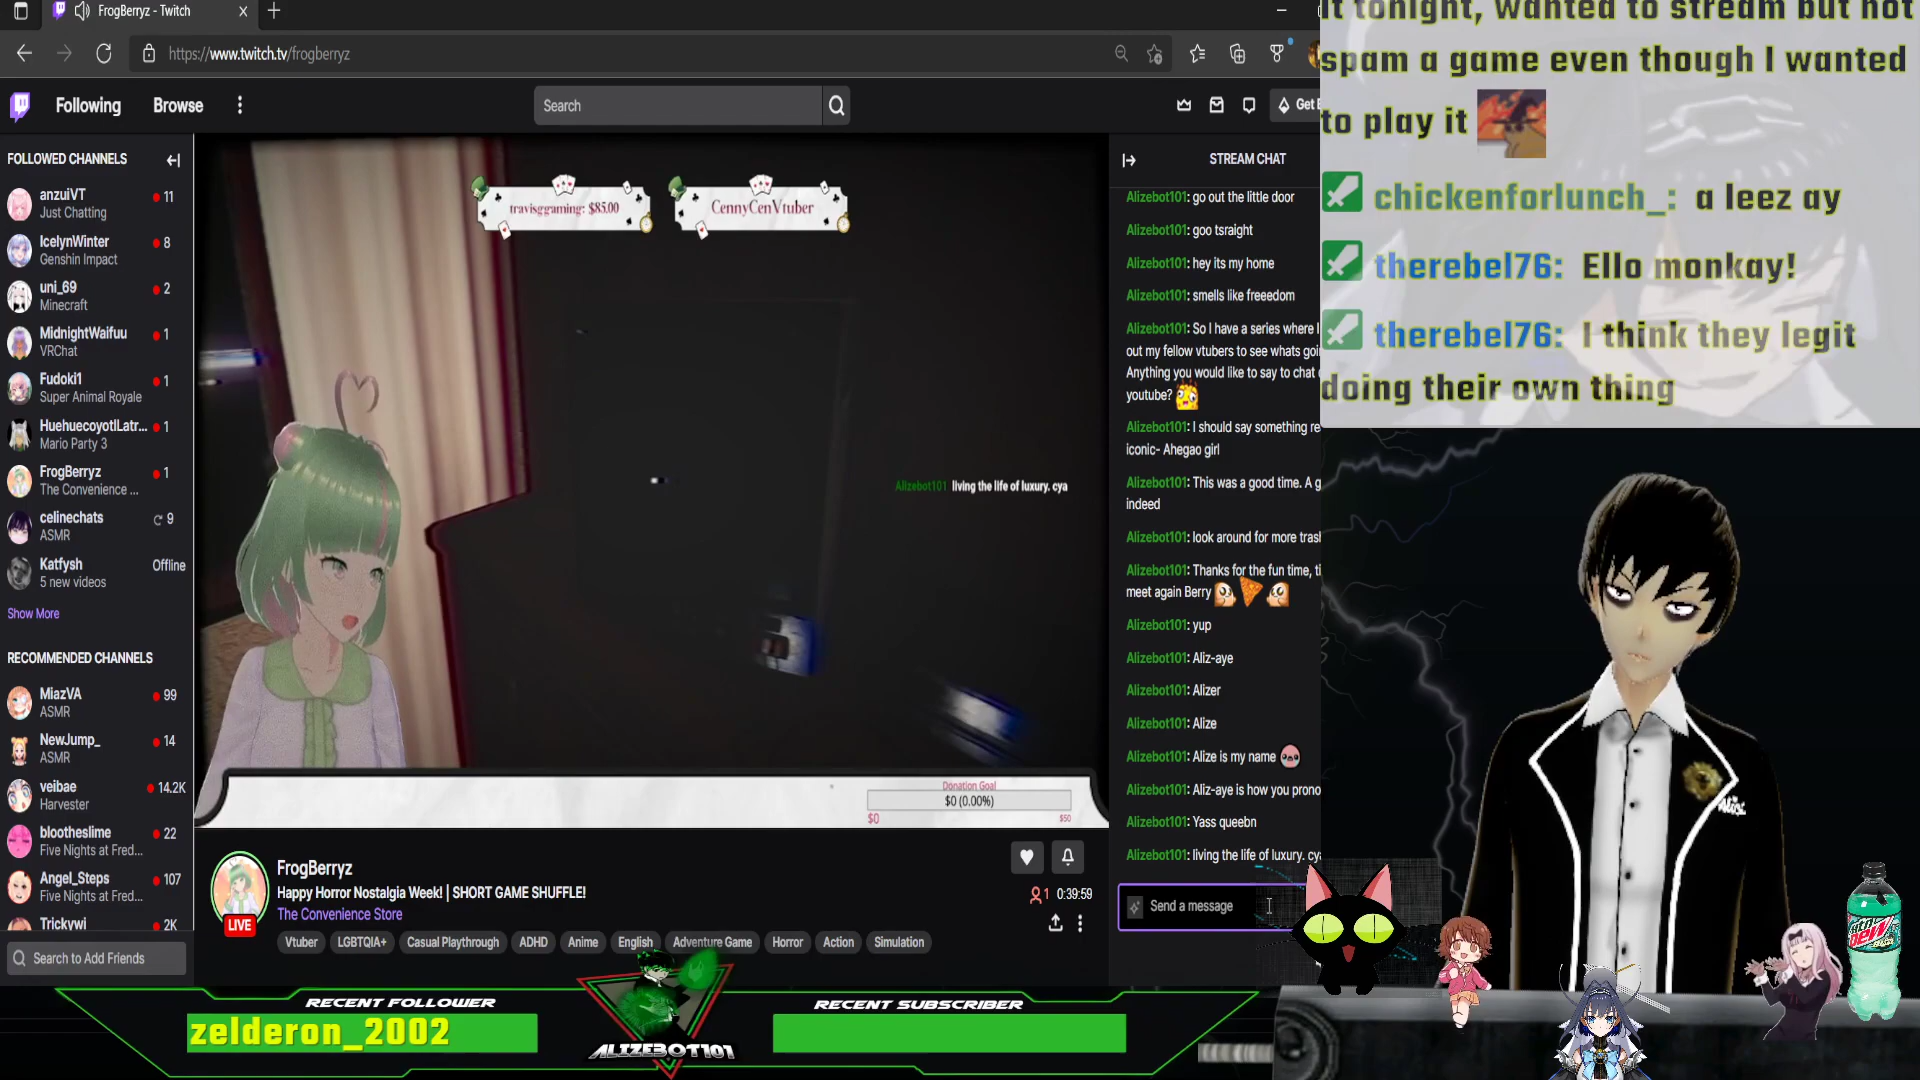 FrogBerryz - Twitch
https://www.twitch.tv/frogberryz
Following
Browse
Search
FOLLOWED CHANNELS
anzuiVT
11
Just Chatting
IcelynWinter
8
Genshin Impact
uni_69
2
Minecraft
MidnightWaifuu
1
VRChat
Fudoki1
1
Super Animal Royale
HuehuecoyotlLatr...
1
Mario Party 3
FrogBerryz
1
The Convenience ...
celinechats
9
ASMR
Katfysh
Offline
5 new videos
Show More
RECOMMENDED CHANNELS
MiazVA
99
ASMR
NewJump_
14
ASMR
veibae
14.2K
Harvester
blootheslime
22
Five Nights at Fred...
Angel_Steps
107
Five Nights at Fred...
Trickywi
2K
Search to Add Friends
travisggaming: $85.00
CennyCenVtuber
Alizebot101 living the life of luxury. cya
Donation Goal
$0 (0.00%)
$0
$50
FrogBerryz
Happy Horror Nostalgia Week! | SHORT GAME SHUFFLE!
The Convenience Store
LIVE
1
0:39:59
Vtuber
LGBTQIA+
Casual Playthrough
ADHD
Anime
English
Adventure Game
Horror
Action
Simulation
STREAM CHAT
Alizebot101: go out the little door
Alizebot101: goo tsraight
Alizebot101: hey its my home
Alizebot101: smells like freeedom
Alizebot101: So I have a series where I
out my fellow vtubers to see whats goi
Anything you would like to say to chat
youtube?
Alizebot101: I should say something re
iconic- Ahegao girl
Alizebot101: This was a good time. A g
indeed
Alizebot101: look around for more tras
Alizebot101: Thanks for the fun time, ti
meet again Berry
Alizebot101: yup
Alizebot101: Aliz-aye
Alizebot101: Alizer
Alizebot101: Alize
Alizebot101: Alize is my name
Alizebot101: Aliz-aye is how you prono
Alizebot101: Yass queebn
Alizebot101: living the life of luxury. cya
Send a message
it tonight, wanted to stream but not
spam a game even though I wanted
to play it
chickenforlunch_: a leez ay
therebel76: Ello monkay!
therebel76: I think they legit
doing their own thing
RECENT FOLLOWER
zelderon_2002
ALIZEBOT101
RECENT SUBSCRIBER